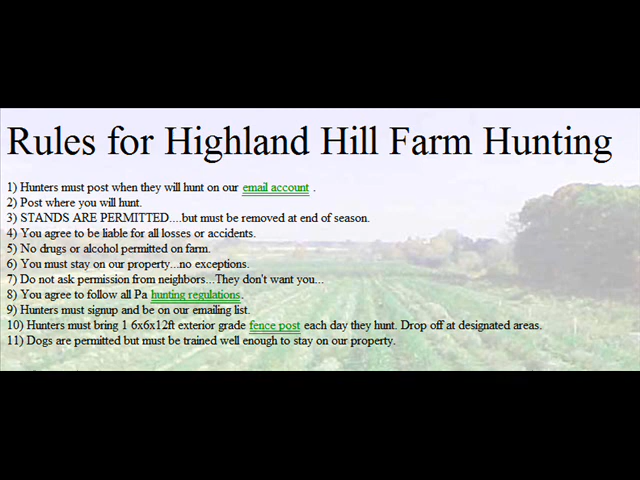 Rules for Highland Hill Farm Hunting
1) Hunters must post when they will hunt on our email account .
2) Post where you will hunt.
3) STANDS ARE PERMITTED....but must be removed at end of season.
4) You agree to be liable for all losses or accidents.
5) No drugs or alcohol permitted on farm.
6) You must stay on our property...no exceptions.
7) Do not ask permission from neighbors...They don't want you...
8) You agree to follow all Pa hunting regulations.
9) Hunters must signup and be on our emailing list.
10) Hunters must bring 1 6x6x12ft exterior grade fence post each day they hunt. Drop off at designated areas.
11) Dogs are permitted but must be trained well enough to stay on our property.